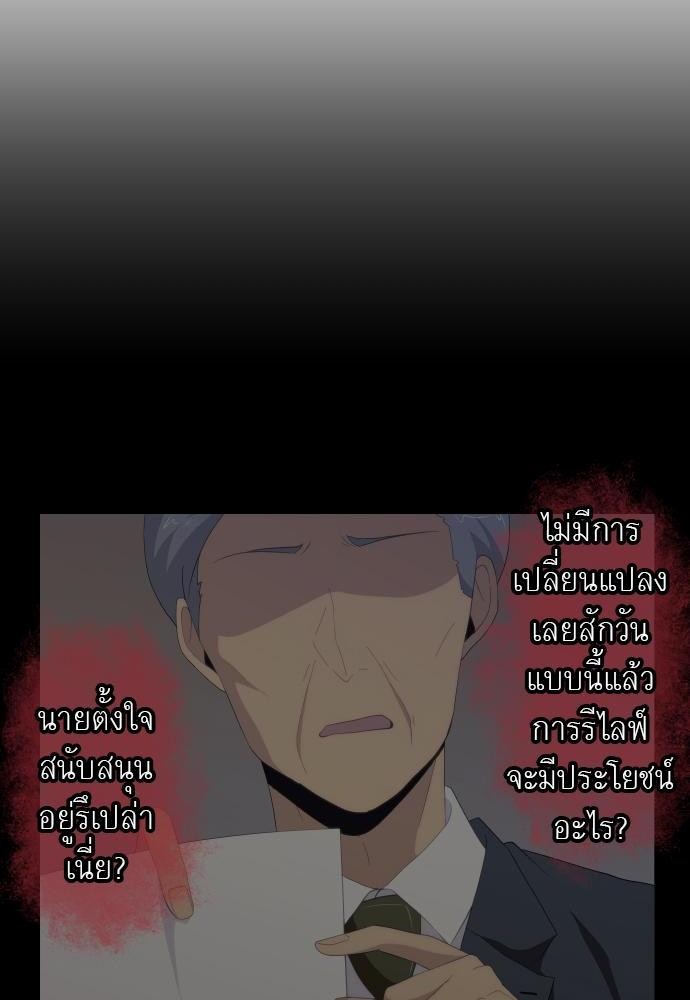 ไม่มีการ
เปลี่ยนแปลง
เลยสักวัน
แบบนี้แล้ว
การรีไลฟ์
จะมีประโยชน์
อะไร?
นายตั้งใจ
สนับสนุน
อยู่รึเปล่า
เนี่ย?